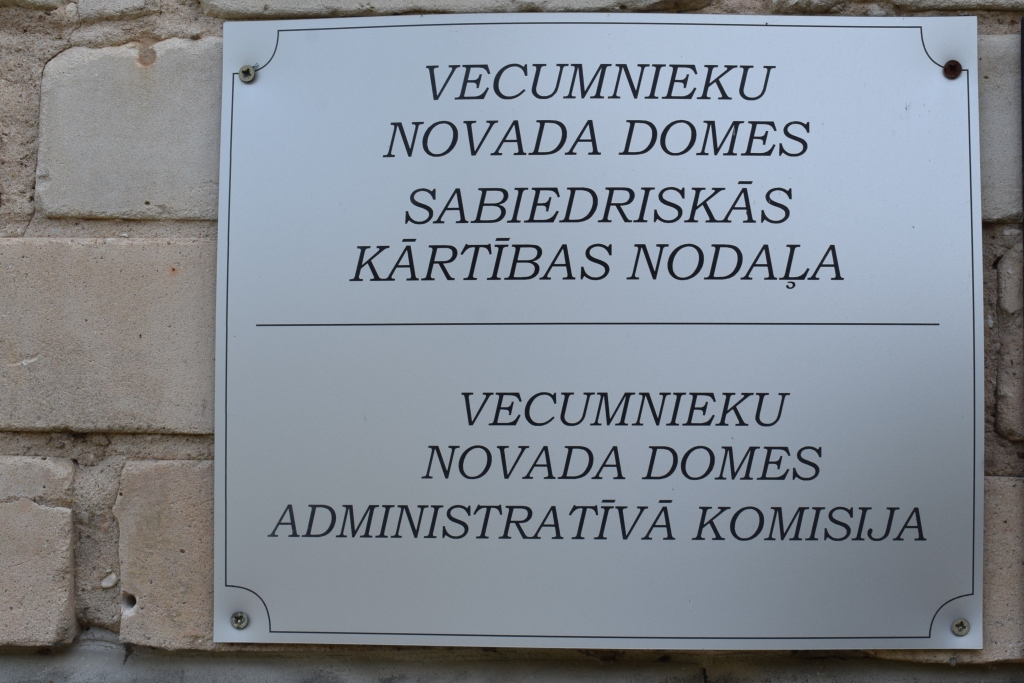 VECUMNIEKU
NOVADA DOMES
SABIEDRISKĀS
KĀRTĪBAS NODAĻA
VECUMNIEKU
NOVADA DOMES
ADMINISTRATĪVĀ KOMISIJA